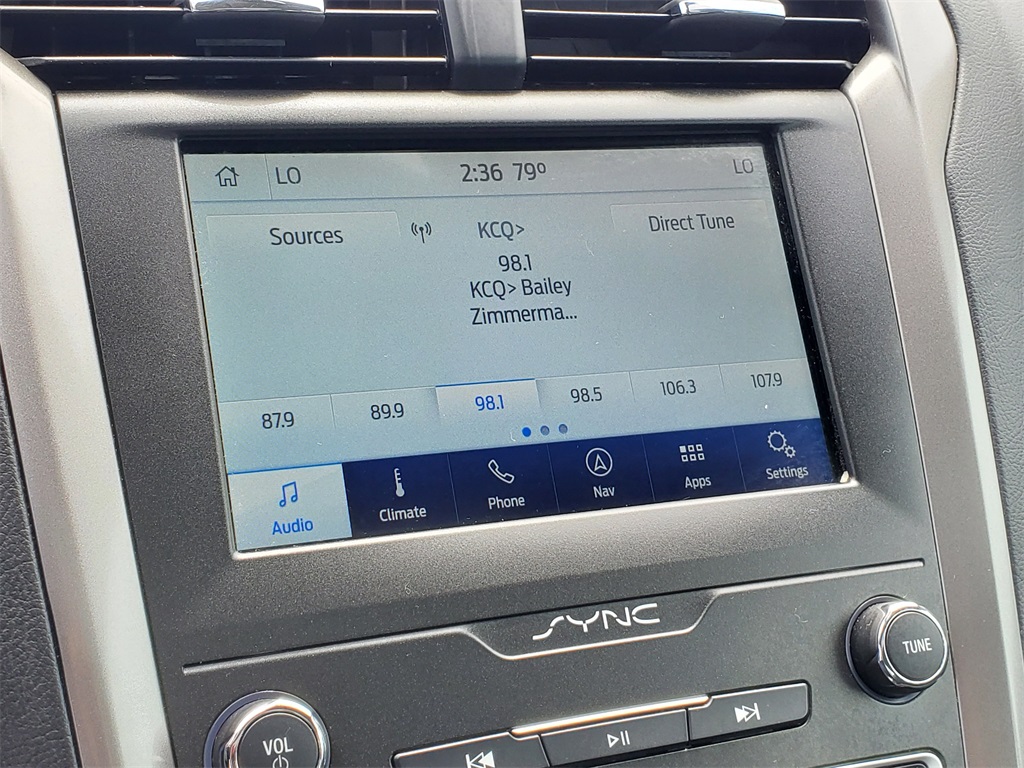 LO 2:36 79º LO
Sources KCQ> Direct Tune
98.1
KCQ> Bailey
Zimmerma...
87.9 89.9 98.1 98.5 106.3 107.9
Audio Climate Phone Nav Apps Settings
SYNC
TUNE
VOL